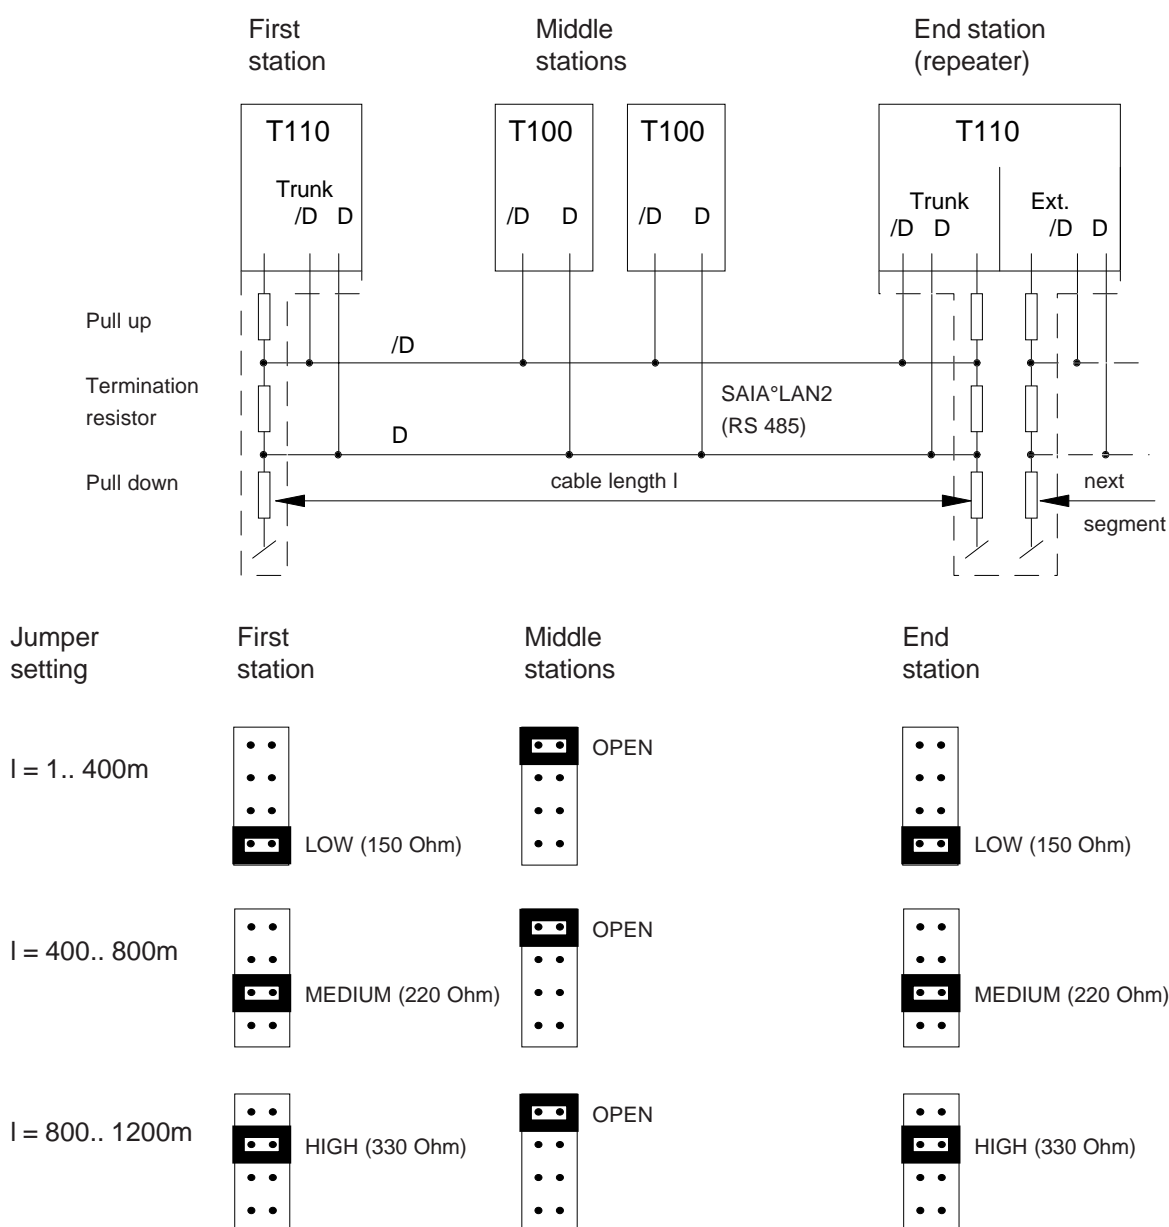 First
station
Middle
stations
End station
(repeater)
T110
T100
T100
T110
Trunk
/D D
/D D
/D D
Trunk
/D D
Ext.
/D D
Pull up
/D
Termination
resistor
SAIA°LAN2
(RS 485)
D
Pull down
cable length l
next
segment
Jumper
setting
First
station
Middle
stations
End
station
l = 1.. 400m
LOW (150 Ohm)
OPEN
LOW (150 Ohm)
l = 400.. 800m
MEDIUM (220 Ohm)
OPEN
MEDIUM (220 Ohm)
l = 800.. 1200m
HIGH (330 Ohm)
OPEN
HIGH (330 Ohm)